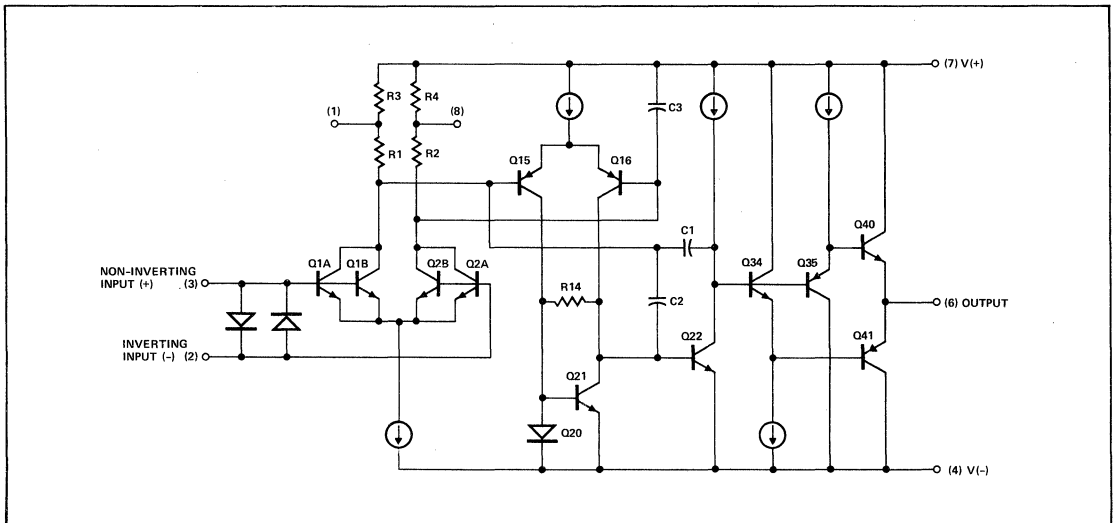 (7) V(+)
R3
R4
C3
(1)
(8)
R1
R2
Q15
Q16
C1
Q40
Q1A
Q1B
Q2B
Q2A
Q34
Q35
NON-INVERTING
INPUT (+) (3)
C2
(6) OUTPUT
R14
INVERTING
INPUT (-) (2)
Q22
Q41
Q21
Q20
(4) V(-)